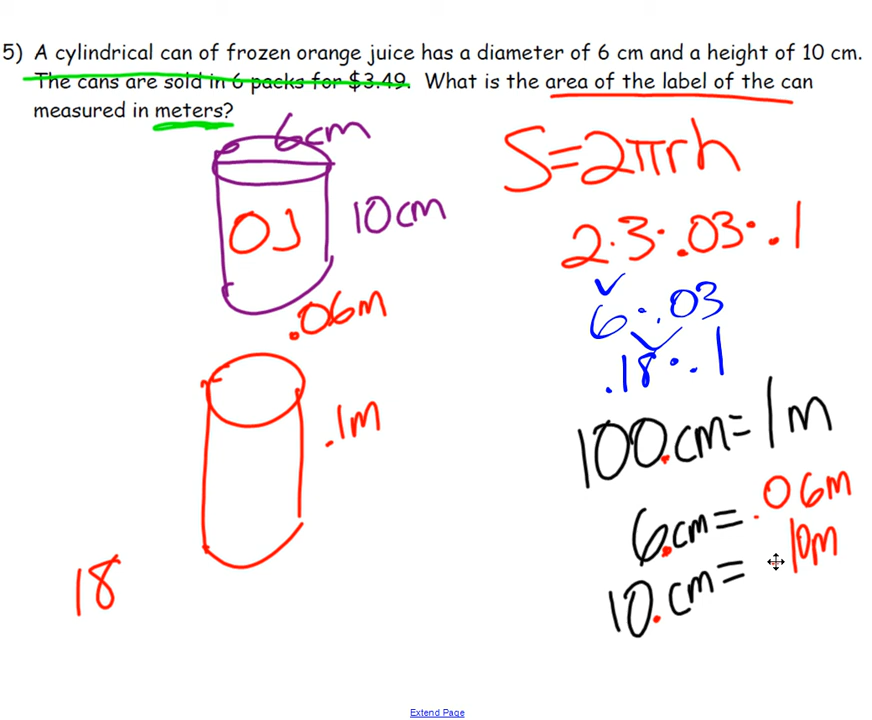 5) A cylindrical can of frozen orange juice has a diameter of 6 cm and a height of 10 cm.
The cans are sold in 6 packs for $3.49. What is the area of the label of the can
measured in meters?
6cm
S=2πrh
10cm
OJ
2·3·.03·.1
.06m
6·.03
.18·.1
.1m
100.cm=1m
6.cm=.06m
10.cm= .10m
18
Extend Page